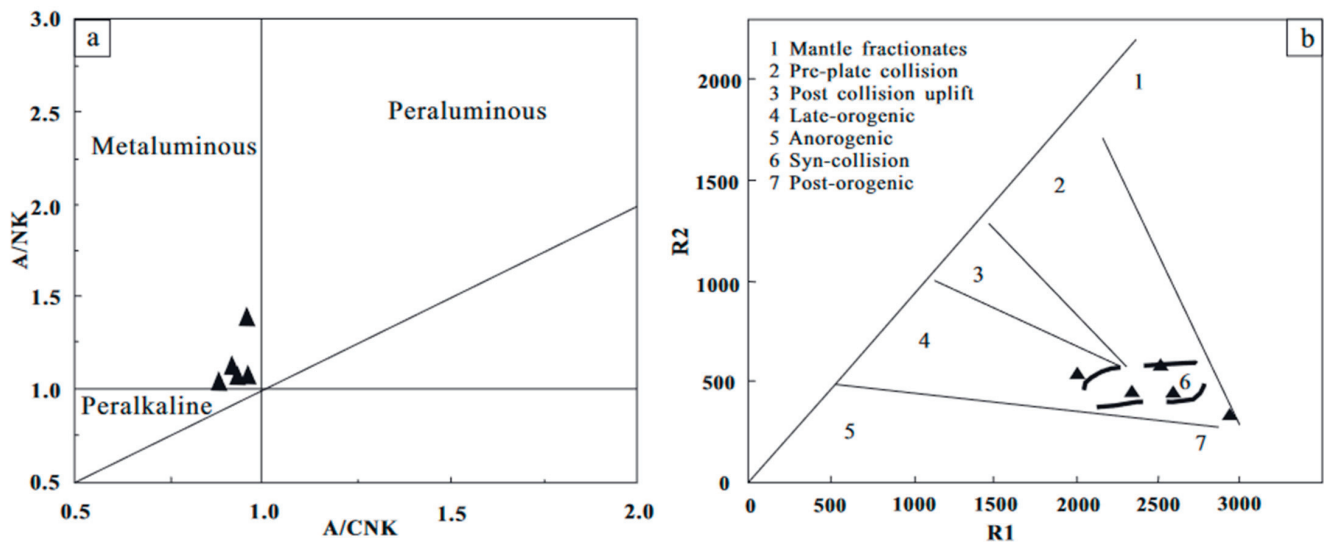 a
3.0
2.5
2.0
1.5
1.0
0.5
A/NK
Metaluminous
Peraluminous
Peralkaline
0.5
1.0
1.5
2.0
A/CNK
b
1 Mantle fractionates
2 Pre-plate collision
3 Post collision uplift
4 Late-orogenic
5 Anorogenic
6 Syn-collision
7 Post-orogenic
2000
1500
1000
500
0
R2
1
2
3
4
5
6
7
0
500
1000
1500
2000
2500
3000
R1